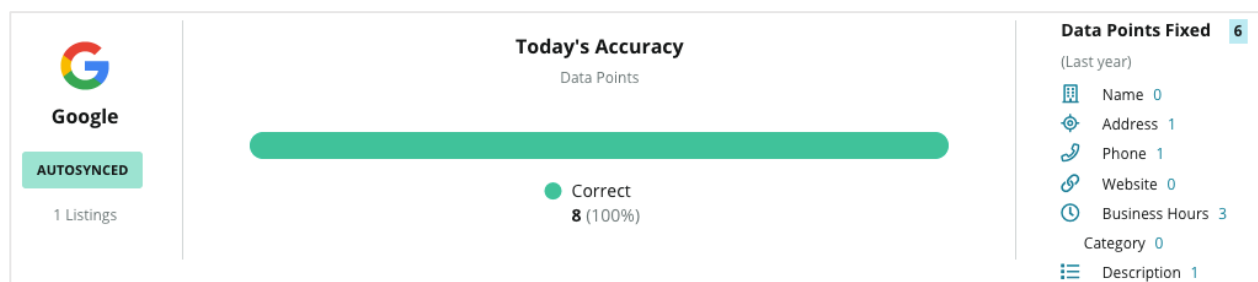 Google
AUTOSYNCED
1 Listings
Today's Accuracy
Data Points
Correct
8 (100%)
Data Points Fixed 6
(Last year)
Name 0
Address 1
Phone 1
Website 0
Business Hours 3
Category 0
Description 1